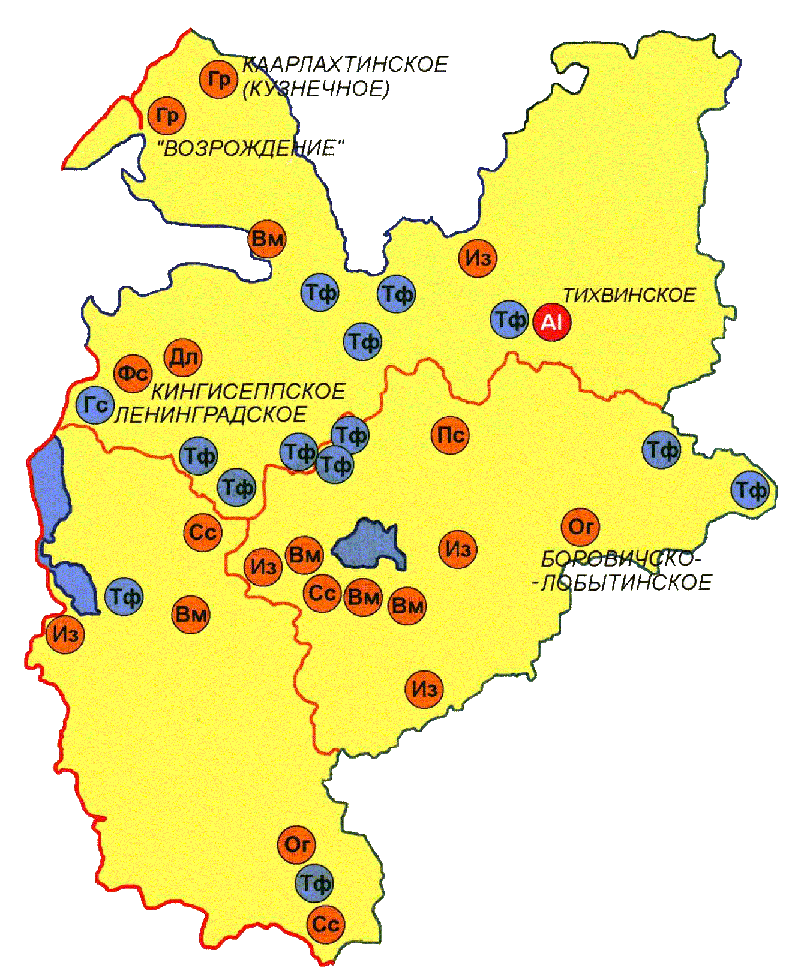 Гр
КААРЛАХТИНСКОЕ
(КУЗНЕЧНОЕ)
Гр
"ВОЗРОЖДЕНИЕ"
Вм
Из
Тф
Тф
ТИХВИНСКОЕ
Тф
Al
Тф
Дл
Фс
КИНГИСЕППСКОЕ
Гс
ЛЕНИНГРАДСКОЕ
Тф
Пс
Тф
Тф
Тф
Тф
Тф
Тф
Ог
Сс
Из
БОРОВИЧСКО-
-ЛОБЫТИНСКОЕ
Вм
Из
Сс
Вм
Вм
Тф
Вм
Из
Из
Ог
Тф
Сс